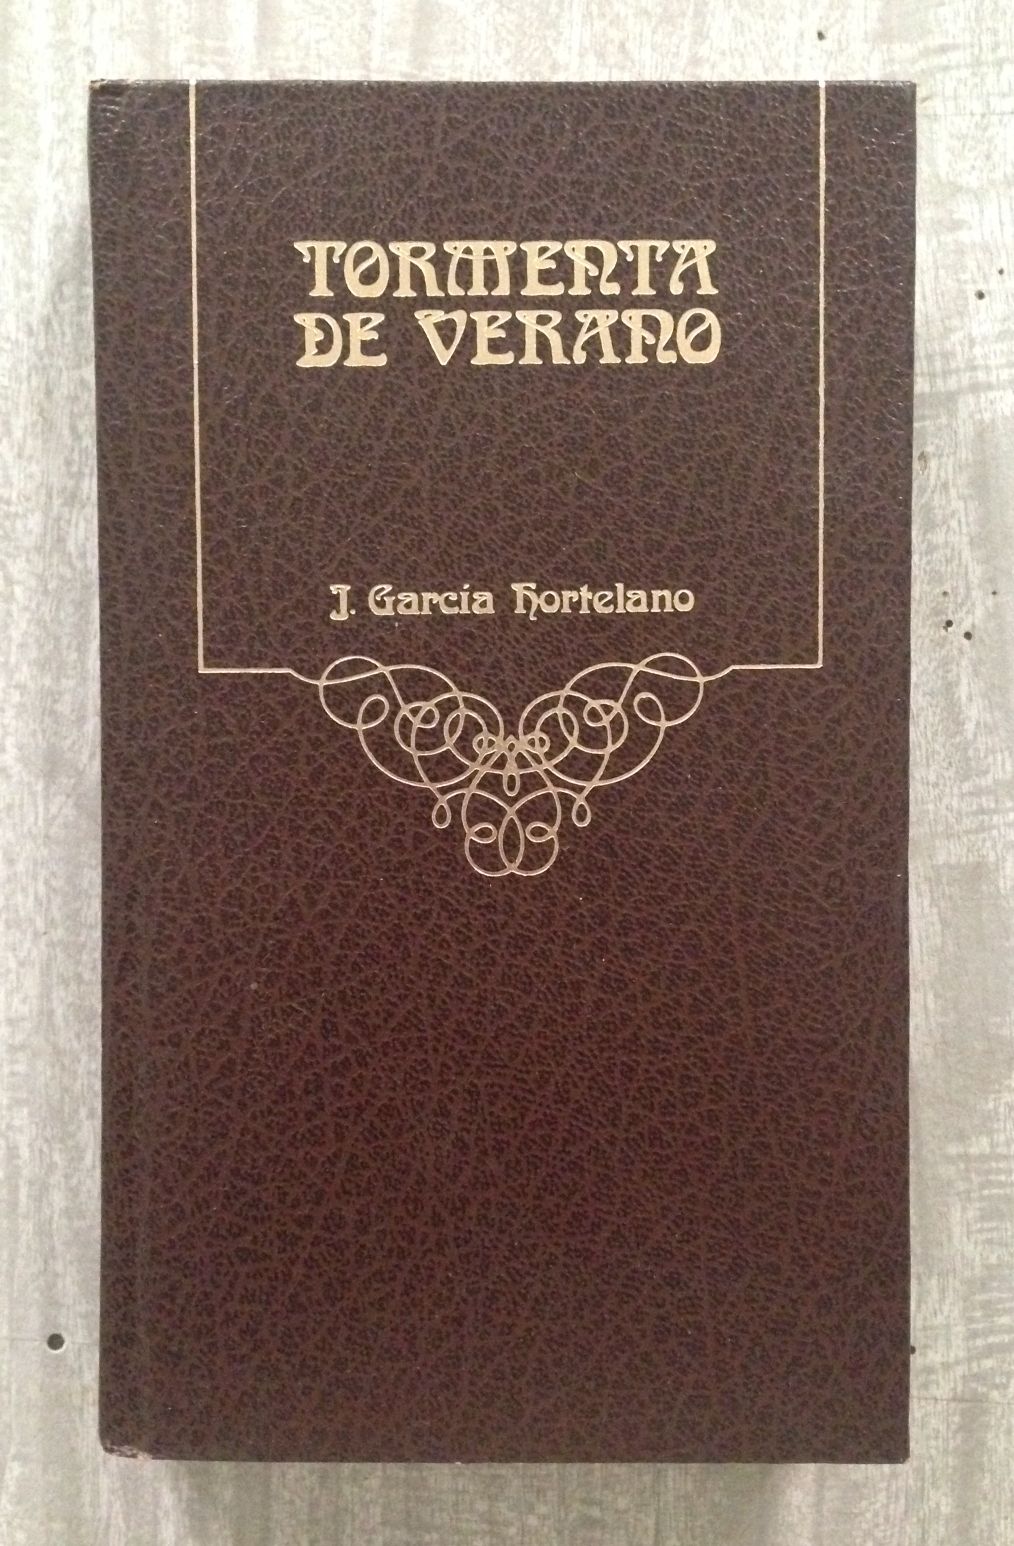 TORMENTA
DE VERANO
J. García Hortelano